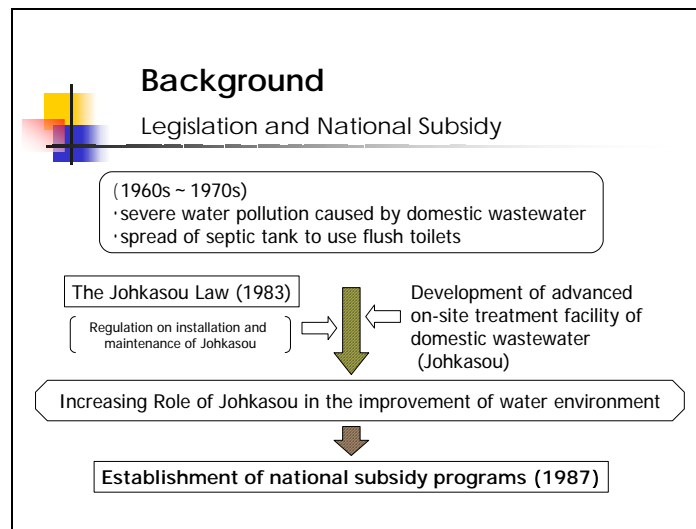 Background
Legislation and National Subsidy
(1960s ~ 1970s)
·severe water pollution caused by domestic wastewater
·spread of septic tank to use flush toilets
The Johkasou Law (1983)
Regulation on installation and
maintenance of Johkasou
Development of advanced
on-site treatment facility of
domestic wastewater
(Johkasou)
Increasing Role of Johkasou in the improvement of water environment
Establishment of national subsidy programs (1987)